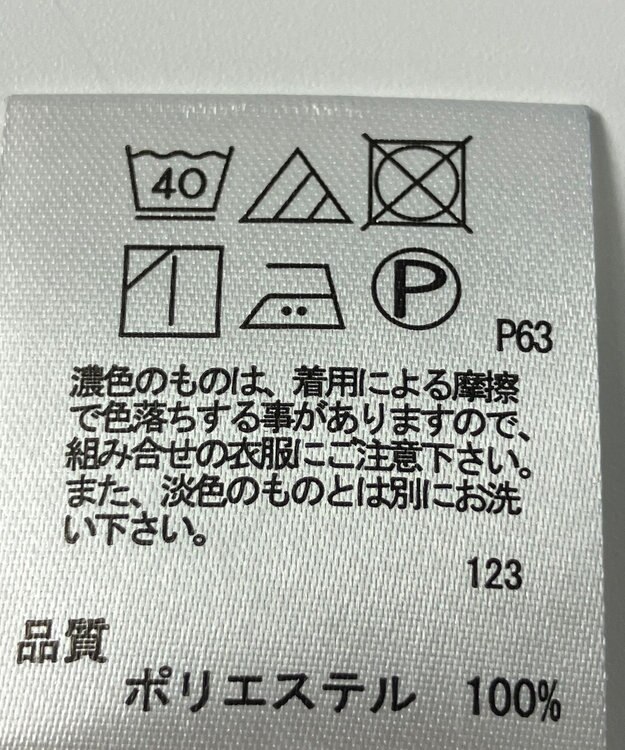 40
P
P63
濃色のものは、着用による摩擦
で色落ちする事がありますので、
組み合せの衣服にご注意下さい。
また、淡色のものとは別にお洗
い下さい。
123
品質
ポリエステル 100%